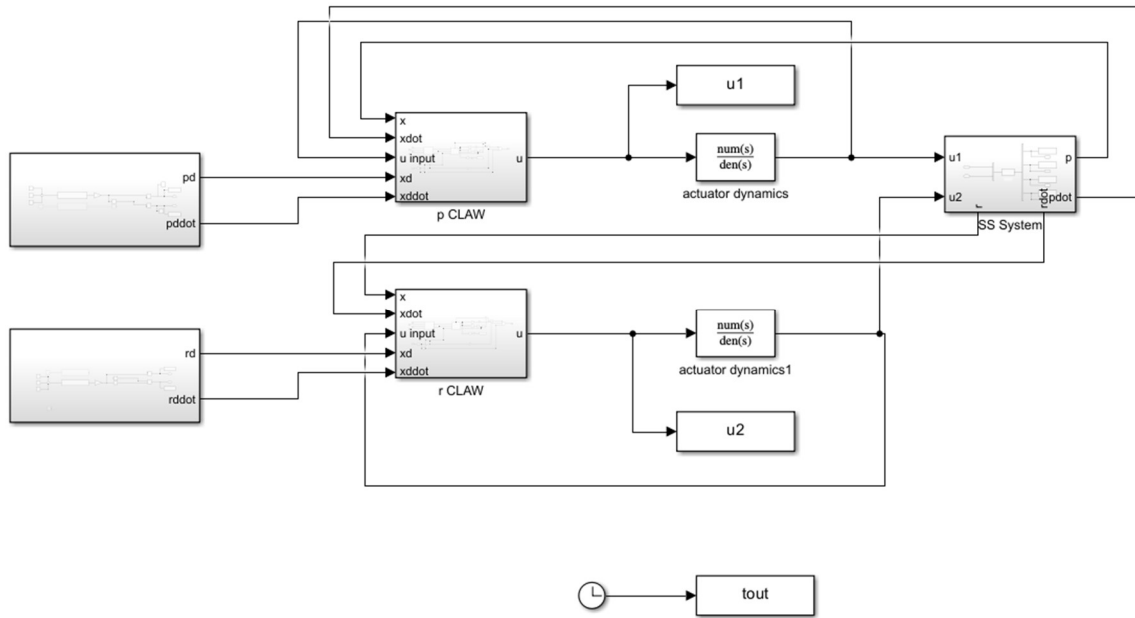 u1
x
xdot
u input
xd
xddot
u
p CLAW
num(s)
den(s)
actuator dynamics
pd
pddot
u1
u2
p
pdot
r
rdot
SS System
x
xdot
u input
xd
xddot
u
r CLAW
num(s)
den(s)
actuator dynamics1
rd
rddot
u2
tout